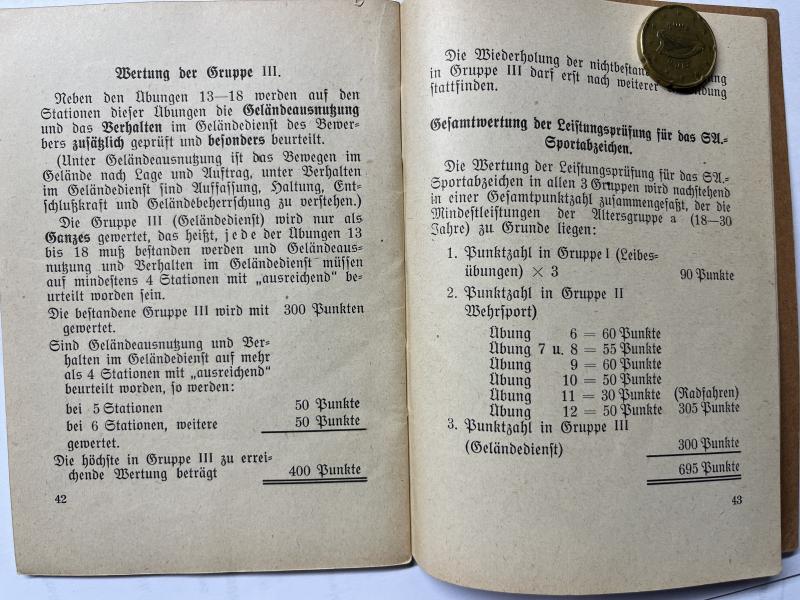 Wertung der Gruppe III.
Neben den Übungen 13—18 werden auf den
Stationen dieser Übungen die Geländeausnutzung
und das Verhalten im Geländedienst des Bewer-
bers zusätzlich geprüft und besonders beurteilt.
(Unter Geländeausnutzung ist das Bewegen im
Gelände nach Lage und Auftrag, unter Verhalten
im Geländedienst sind Auffassung, Haltung, Ent-
schlußkraft und Geländebeherrschung zu verstehen.)
Die Gruppe III (Geländedienst) wird nur als
Ganzes gewertet, das heißt, jede der Übungen 13
bis 18 muß bestanden werden und Geländeaus-
nutzung und Verhalten im Geländedienst müssen
auf mindestens 4 Stationen mit „ausreichend" be-
urteilt worden sein.
Die bestandene Gruppe III wird mit 300 Punkten
gewertet.
Sind Geländeausnutzung und Ver-
halten im Geländedienst auf mehr
als 4 Stationen mit „ausreichend"
beurteilt worden, so werden:
bei 5 Stationen 50 Punkte
bei 6 Stationen, weitere 50 Punkte
gewertet.
Die höchste in Gruppe III zu errei-
chende Wertung beträgt 400 Punkte
42
Die Wiederholung der nichtbestan
in Gruppe III darf erst nach weiterer
stattfinden.
Gesamtwertung der Leistungsprüfung für das SA.-
Sportabzeichen.
Die Wertung der Leistungsprüfung für das SA.-
Sportabzeichen in allen 3 Gruppen wird nachstehend
in einer Gesamtpunktzahl zusammengefaßt, der die
Mindestleistungen der Altersgruppe a (18—30
Jahre) zu Grunde liegen:
1. Punktzahl in Gruppe I (Leibes-
übungen) × 3 90 Punkte
2. Punktzahl in Gruppe II
Wehrsport)
Übung 6 = 60 Punkte
Übung 7 u. 8 = 55 Punkte
Übung 9 = 60 Punkte
Übung 10 = 50 Punkte
Übung 11 = 30 Punkte (Radfahren)
Übung 12 = 50 Punkte 305 Punkte
3. Punktzahl in Gruppe III
(Geländedienst) 300 Punkte
695 Punkte
43